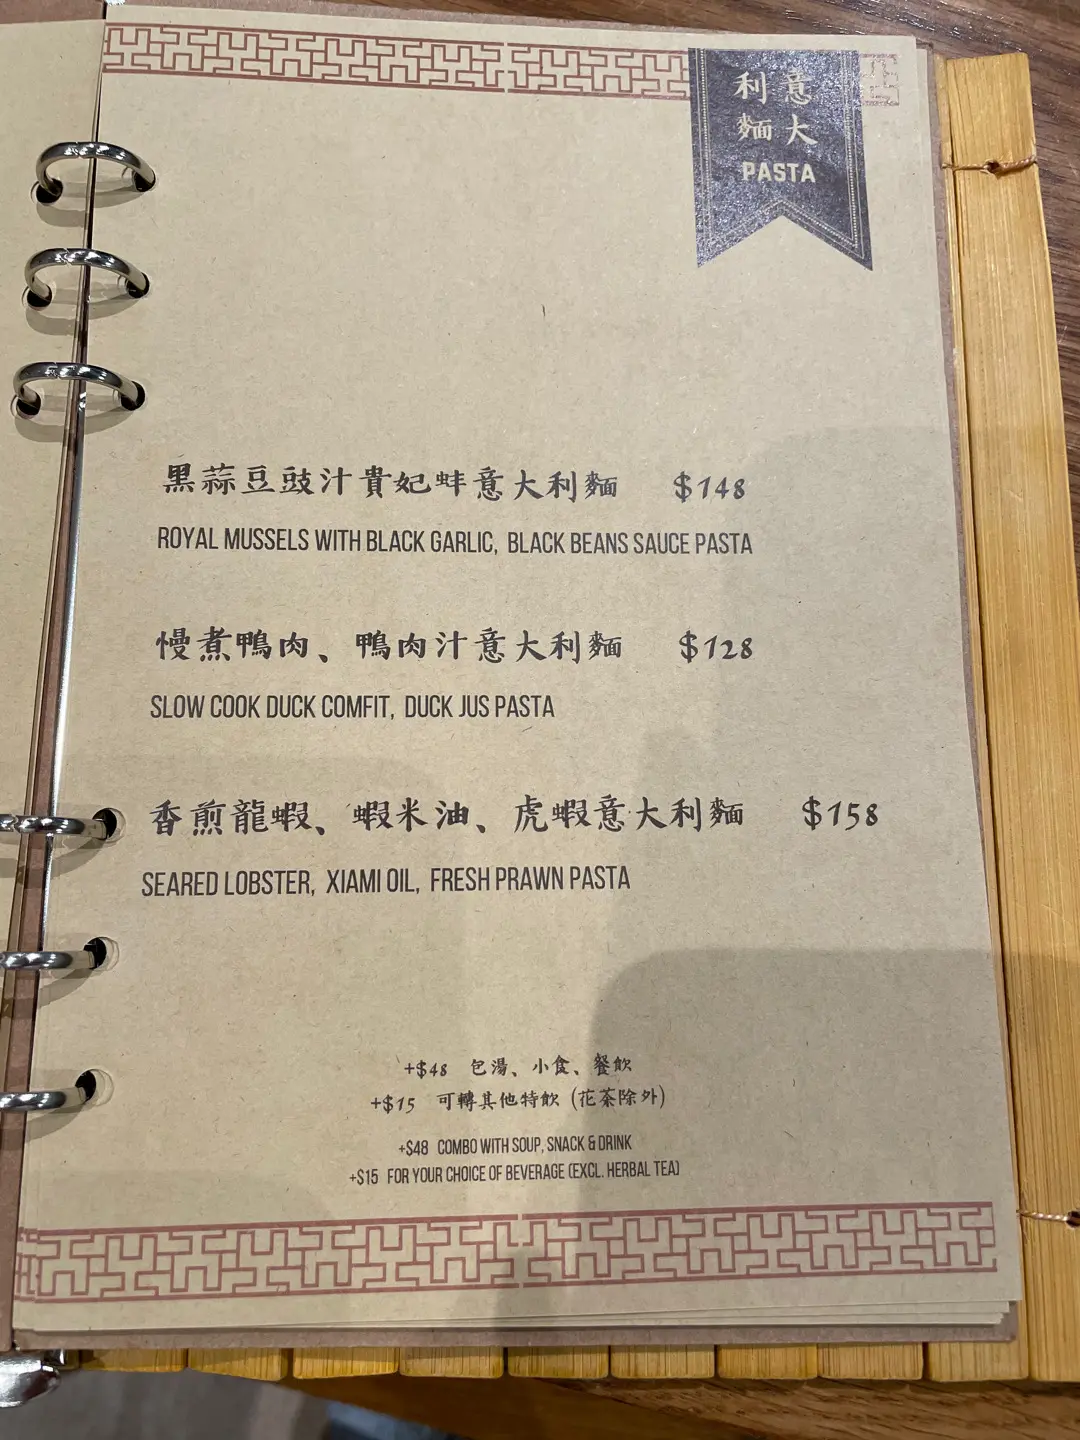 意大
利麵
PASTA
黑蒜豆豉汁貴妃蚌意大利麵 $148
ROYAL MUSSELS WITH BLACK GARLIC, BLACK BEANS SAUCE PASTA
慢煮鴨肉、鴨肉汁意大利麵 $128
SLOW COOK DUCK COMFIT, DUCK JUS PASTA
香煎龍蝦、蝦米油、虎蝦意大利麵 $158
SEARED LOBSTER, XIAMI OIL, FRESH PRAWN PASTA
+$48 包湯、小食、餐飲
+$15 可轉其他特飲 (花茶除外)
+$48 COMBO WITH SOUP, SNACK & DRINK
+$15 FOR YOUR CHOICE OF BEVERAGE (EXCL. HERBAL TEA)